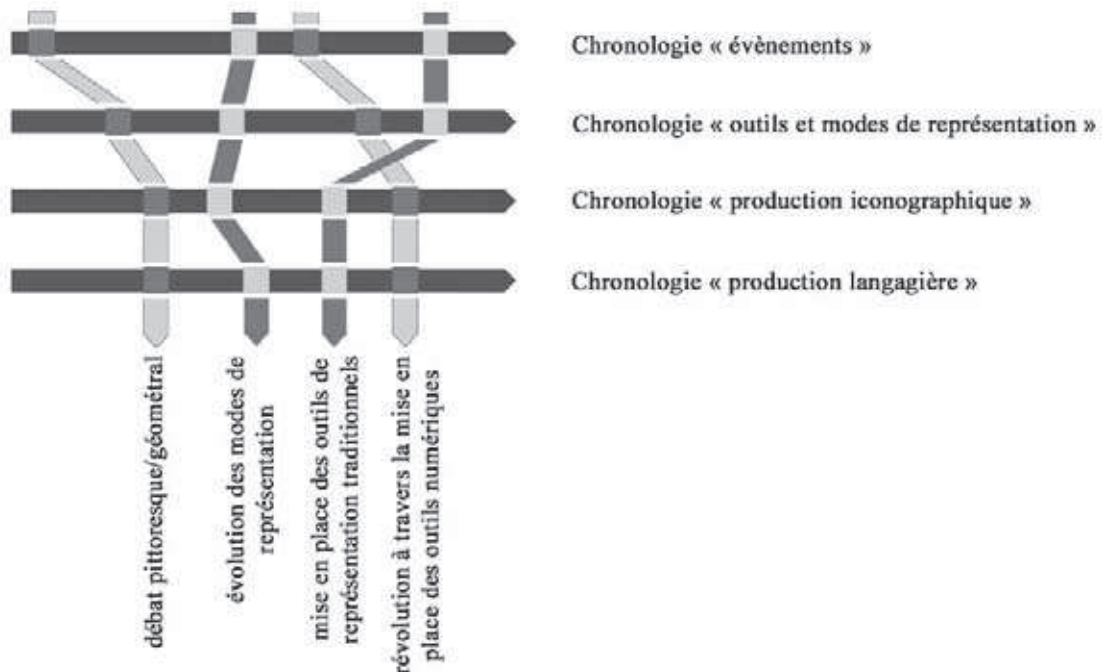 Chronologie « évènements »
Chronologie « outils et modes de représentation »
Chronologie « production iconographique »
Chronologie « production langagière »
débat pittoresque/géométral
évolution des modes de
représentation
mise en place des outils de
représentation traditionnels
révolution à travers la mise en
place des outils numériques